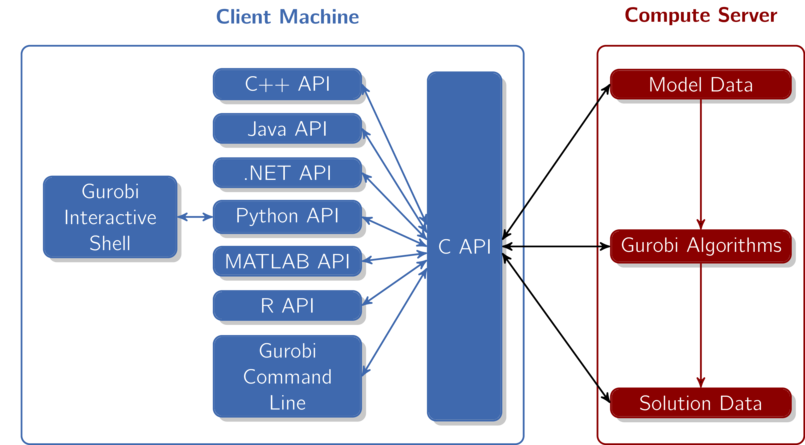 Client Machine
Compute Server
C++ API
Java API
.NET API
Gurobi
Interactive
Shell
Python API
MATLAB API
R API
Gurobi
Command
Line
C API
Model Data
Gurobi Algorithms
Solution Data